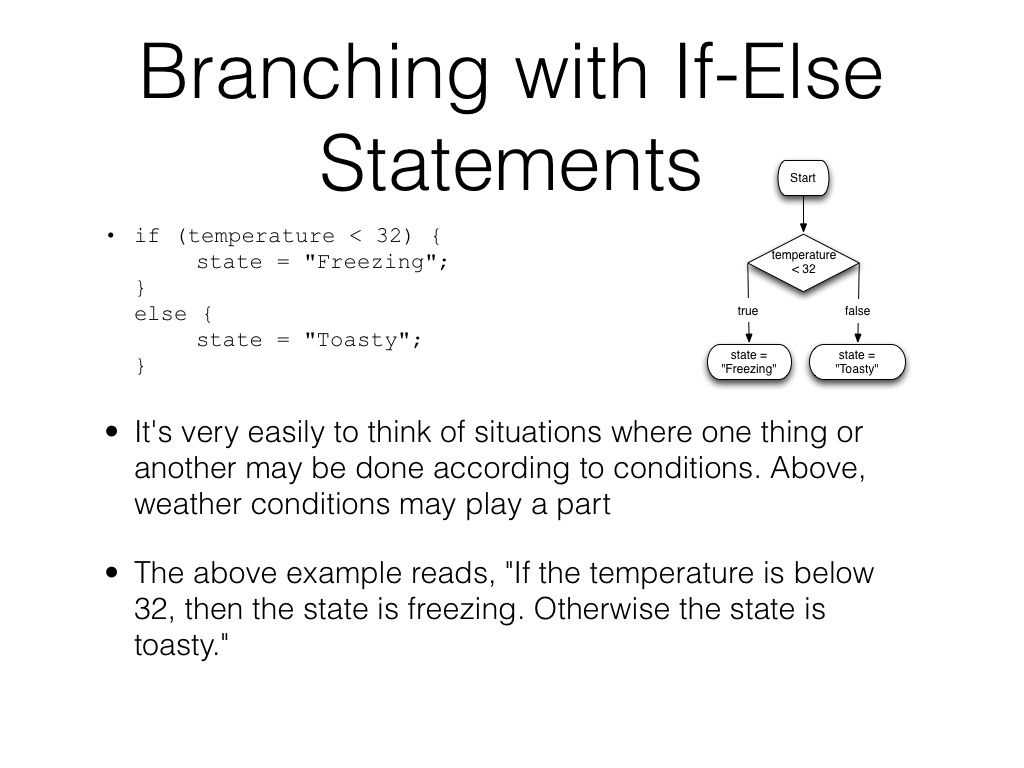 Branching with If-Else
Statements
• if (temperature < 32) {
state = "Freezing";
}
else {
state = "Toasty";
}
Start
temperature
< 32
true
false
state =
"Freezing"
state =
"Toasty"
• It's very easily to think of situations where one thing or
another may be done according to conditions. Above,
weather conditions may play a part
• The above example reads, "If the temperature is below
32, then the state is freezing. Otherwise the state is
toasty."